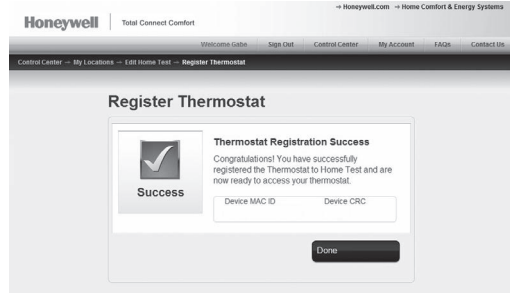 → Honeywell.com → Home Comfort & Energy Systems
Honeywell Total Connect Comfort
Welcome Gabe Sign Out Control Center My Account FAQs Contact Us
Control Center → My Locations → Edit Home Test → Register Thermostat
Register Thermostat
Thermostat Registration Success
Congratulations! You have successfully
registered the Thermostat to Home Test and are
now ready to access your thermostat.
Success
Device MAC ID Device CRC
Done